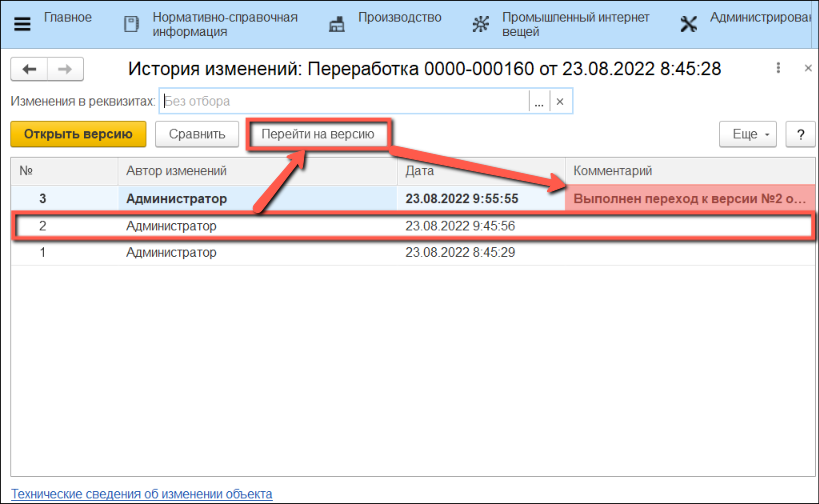 Главное
Нормативно-справочная
информация
Производство
Промышленный интернет
вещей
Администрирован
История изменений: Переработка 0000-000160 от 23.08.2022 8:45:28
Изменения в реквизитах: Без отбора ... ×
Открыть версию Сравнить Перейти на версию Еще ?
№ Автор изменений Дата Комментарий
3 Администратор 23.08.2022 9:55:55 Выполнен переход к версии №2 о...
2 Администратор 23.08.2022 9:45:56
1 Администратор 23.08.2022 8:45:29
Технические сведения об изменении объекта